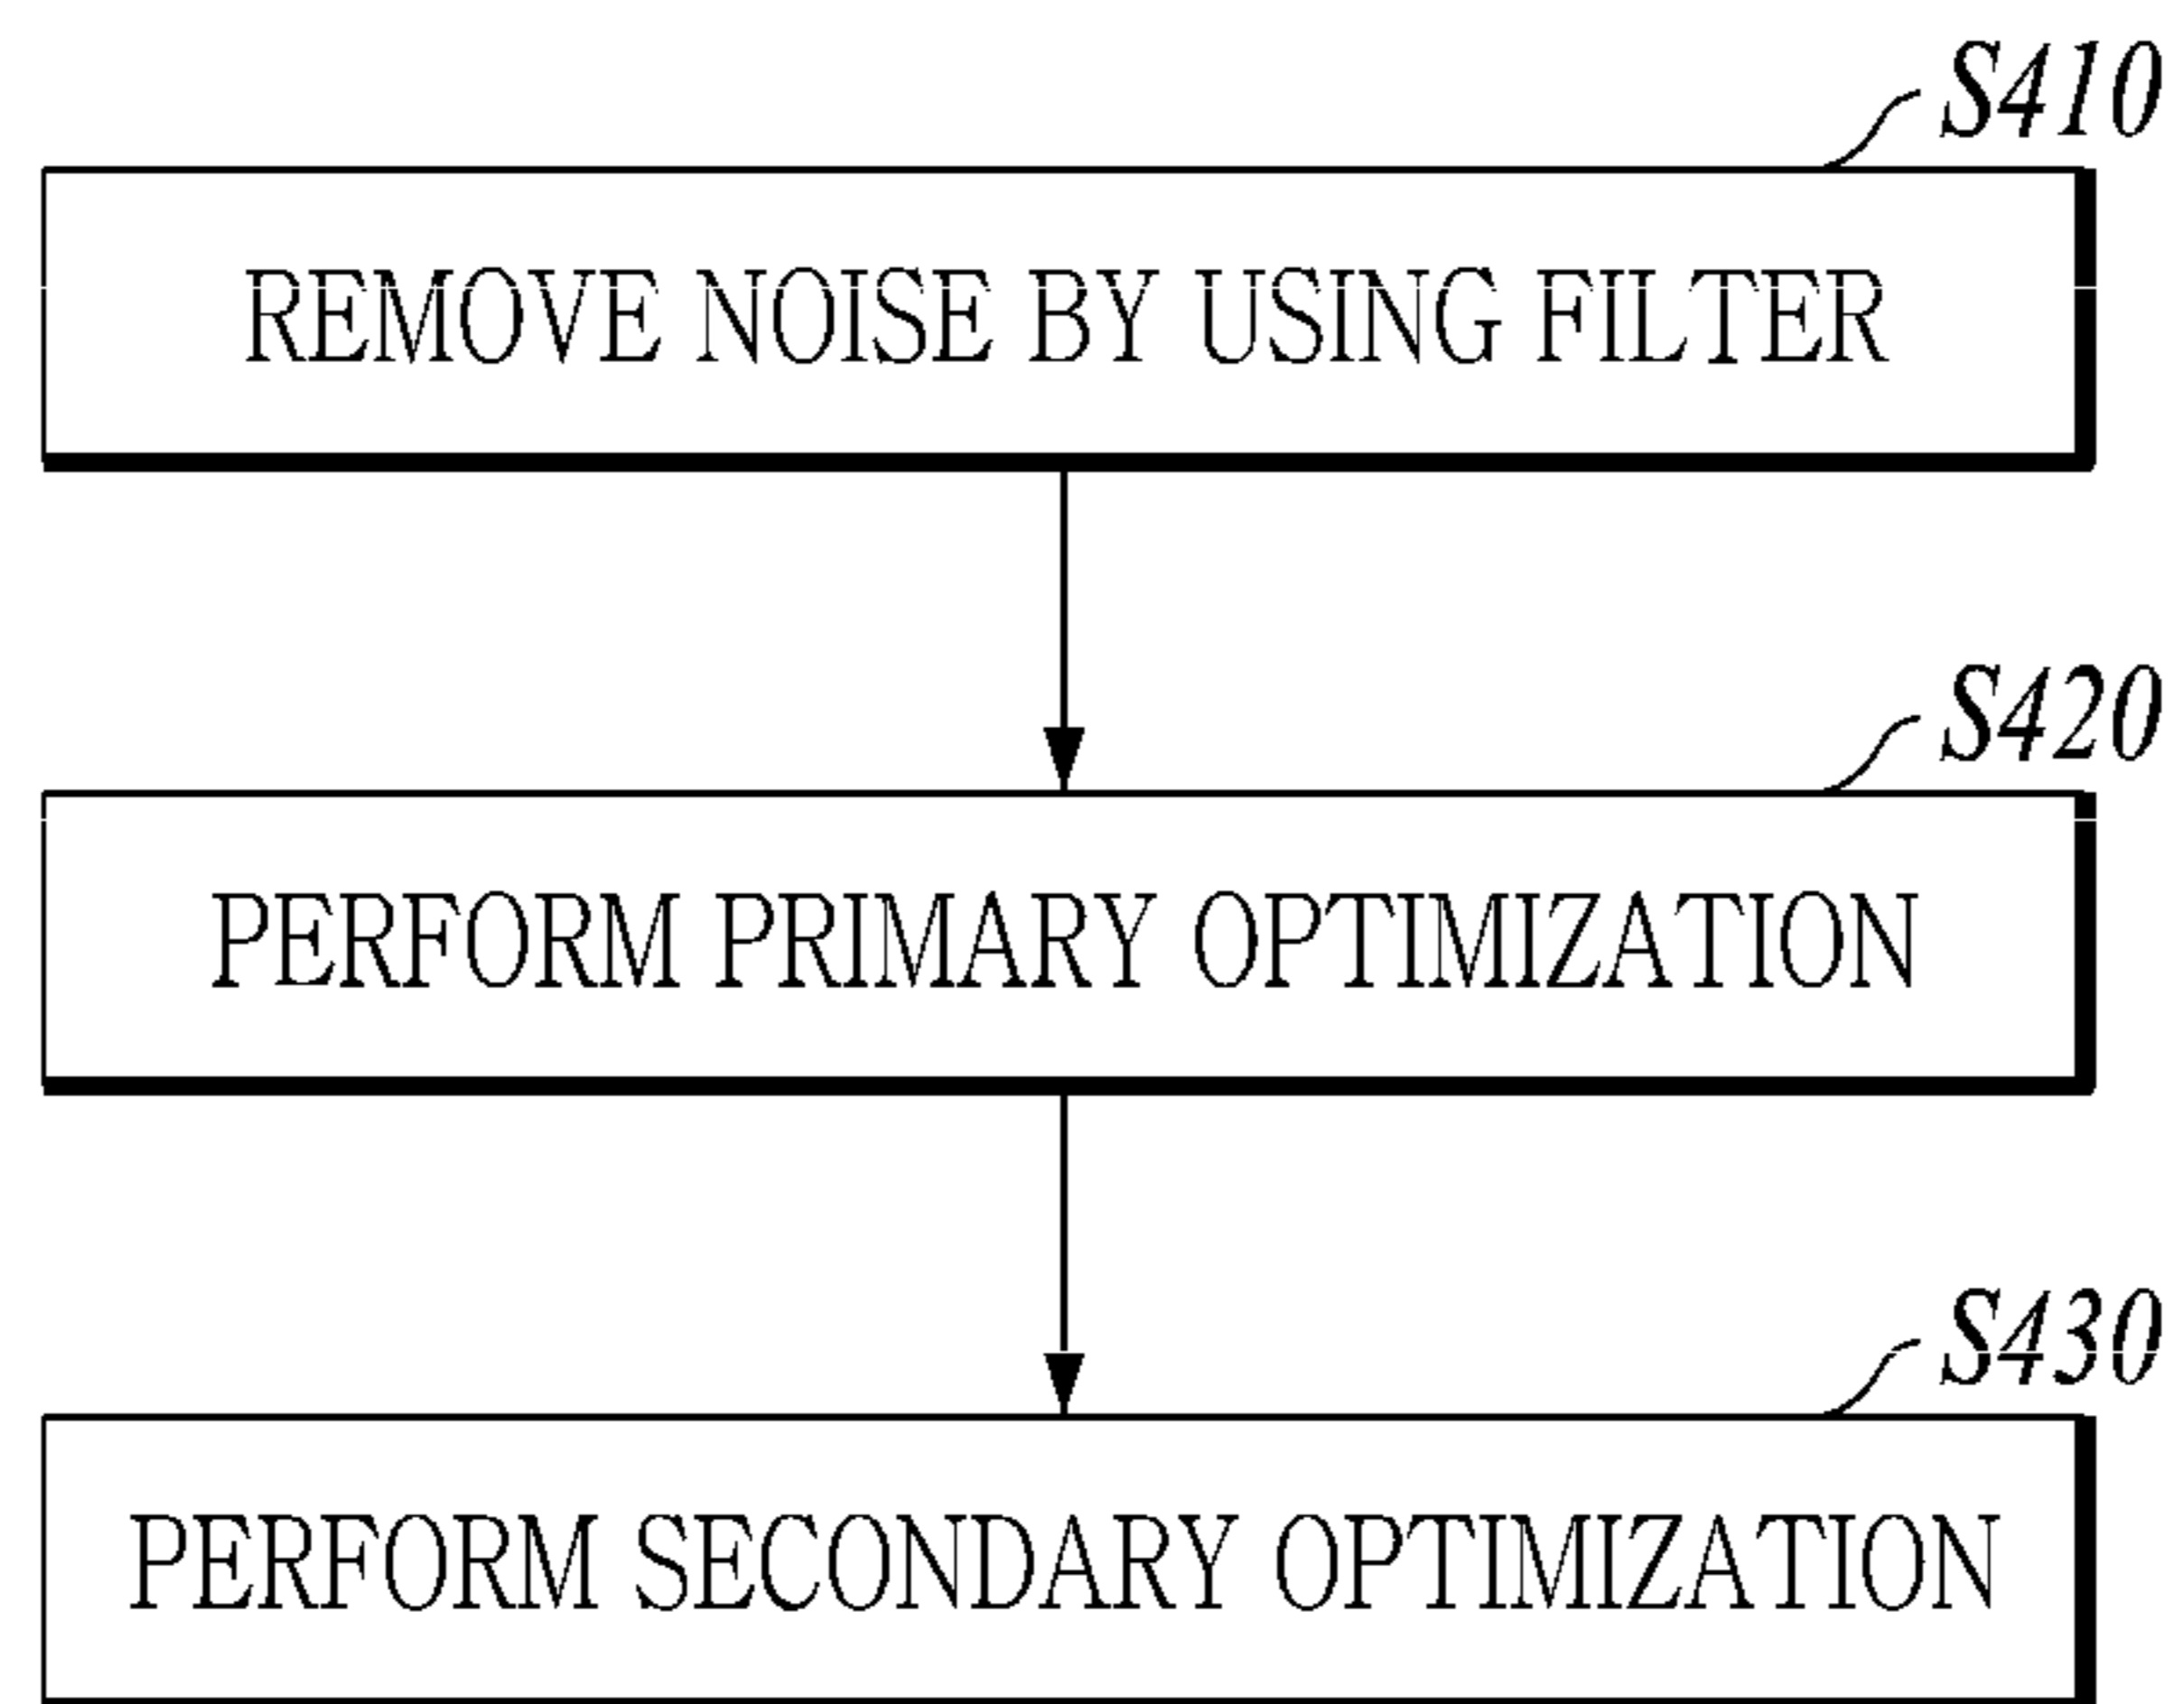 S410
REMOVE NOISE BY USING FILTER
S420
PERFORM PRIMARY OPTIMIZATION
S430
PERFORM SECONDARY OPTIMIZATION